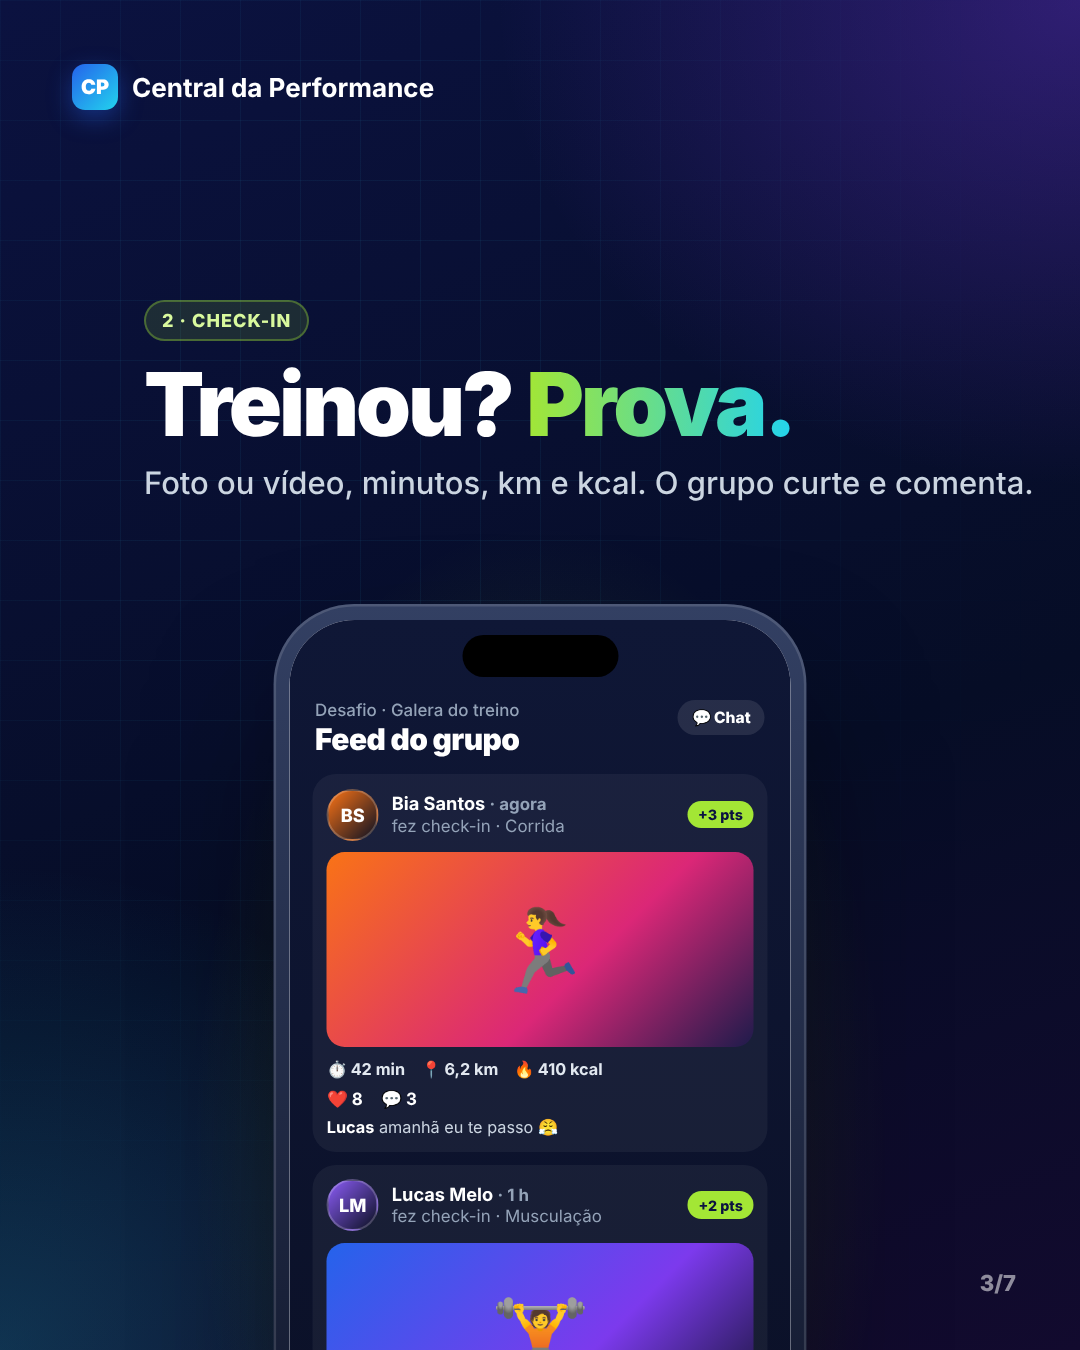 CP Central da Performance
2 · CHECK-IN
Treinou? Prova.
Foto ou vídeo, minutos, km e kcal. O grupo curte e comenta.
Desafio · Galera do treino
💬 Chat
Feed do grupo
BS
Bia Santos · agora
fez check-in · Corrida
+3 pts
⏱️ 42 min 📍 6,2 km 🔥 410 kcal
❤️ 8 💬 3
Lucas amanhã eu te passo 😤
LM
Lucas Melo · 1 h
fez check-in · Musculação
+2 pts
3/7